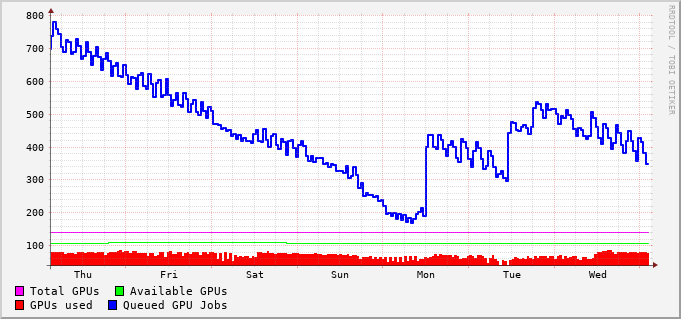 800
700
600
500
400
300
200
100
Thu Fri Sat Sun Mon Tue Wed
Total GPUs Available GPUs
GPUs used Queued GPU Jobs
RRDTOOL / TOBI OETIKER